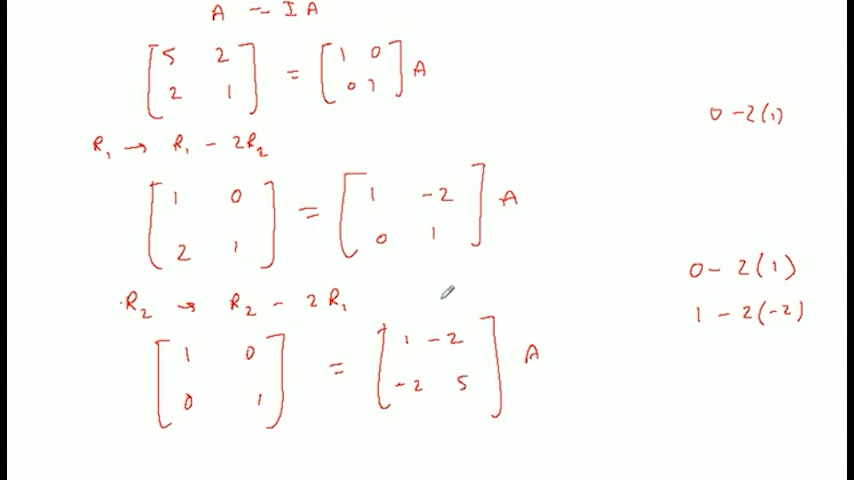 A = IA
[5 2] = [1 0] A
[2 1] [0 1]
0 -2(1)
R₁ → R₁ - 2R₂
[1 0] = [1 -2] A
[2 1] [0 1]
0 - 2(1)
R₂ → R₂ - 2R₁
1 - 2(-2)
[1 0] = [1 -2] A
[0 1] [-2 5]